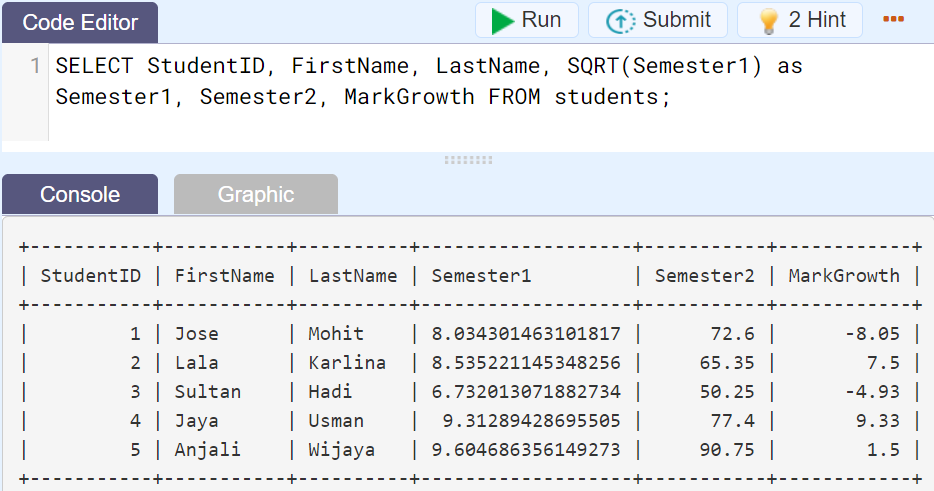 Code Editor
Run
Submit
2 Hint
1 SELECT StudentID, FirstName, LastName, SQRT(Semester1) as
Semester1, Semester2, MarkGrowth FROM students;
Console
Graphic
+-----------+-----------+----------+-------------------+-----------+------------+
| StudentID | FirstName | LastName | Semester1         | Semester2 | MarkGrowth |
+-----------+-----------+----------+-------------------+-----------+------------+
|         1 | Jose      | Mohit    | 8.034301463101817 |      72.6 |      -8.05 |
|         2 | Lala      | Karlina  | 8.535221145348256 |     65.35 |        7.5 |
|         3 | Sultan    | Hadi     | 6.732013071882734 |     50.25 |      -4.93 |
|         4 | Jaya      | Usman    |  9.31289428695505 |      77.4 |       9.33 |
|         5 | Anjali    | Wijaya   | 9.604686356149273 |     90.75 |        1.5 |
+-----------+-----------+----------+-------------------+-----------+------------+